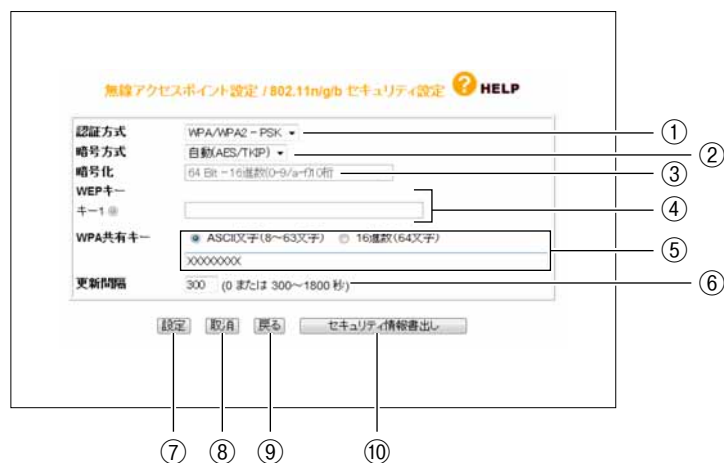 無線アクセスポイント設定 / 802.11n/g/b セキュリティ設定 ? HELP
認証方式 WPA/WPA2 - PSK ①
暗号方式 自動(AES/TKIP) ②
暗号化 64 Bit - 16進数(0-9/a-f)10桁 ③
WEPキー
キー1 ④
WPA共有キー ASCII文字(8~63文字) 16進数(64文字) ⑤
XXXXXXXX
更新間隔 300 (0 または 300~1800 秒) ⑥
設定 取消 戻る セキュリティ情報書出し
⑦ ⑧ ⑨ ⑩